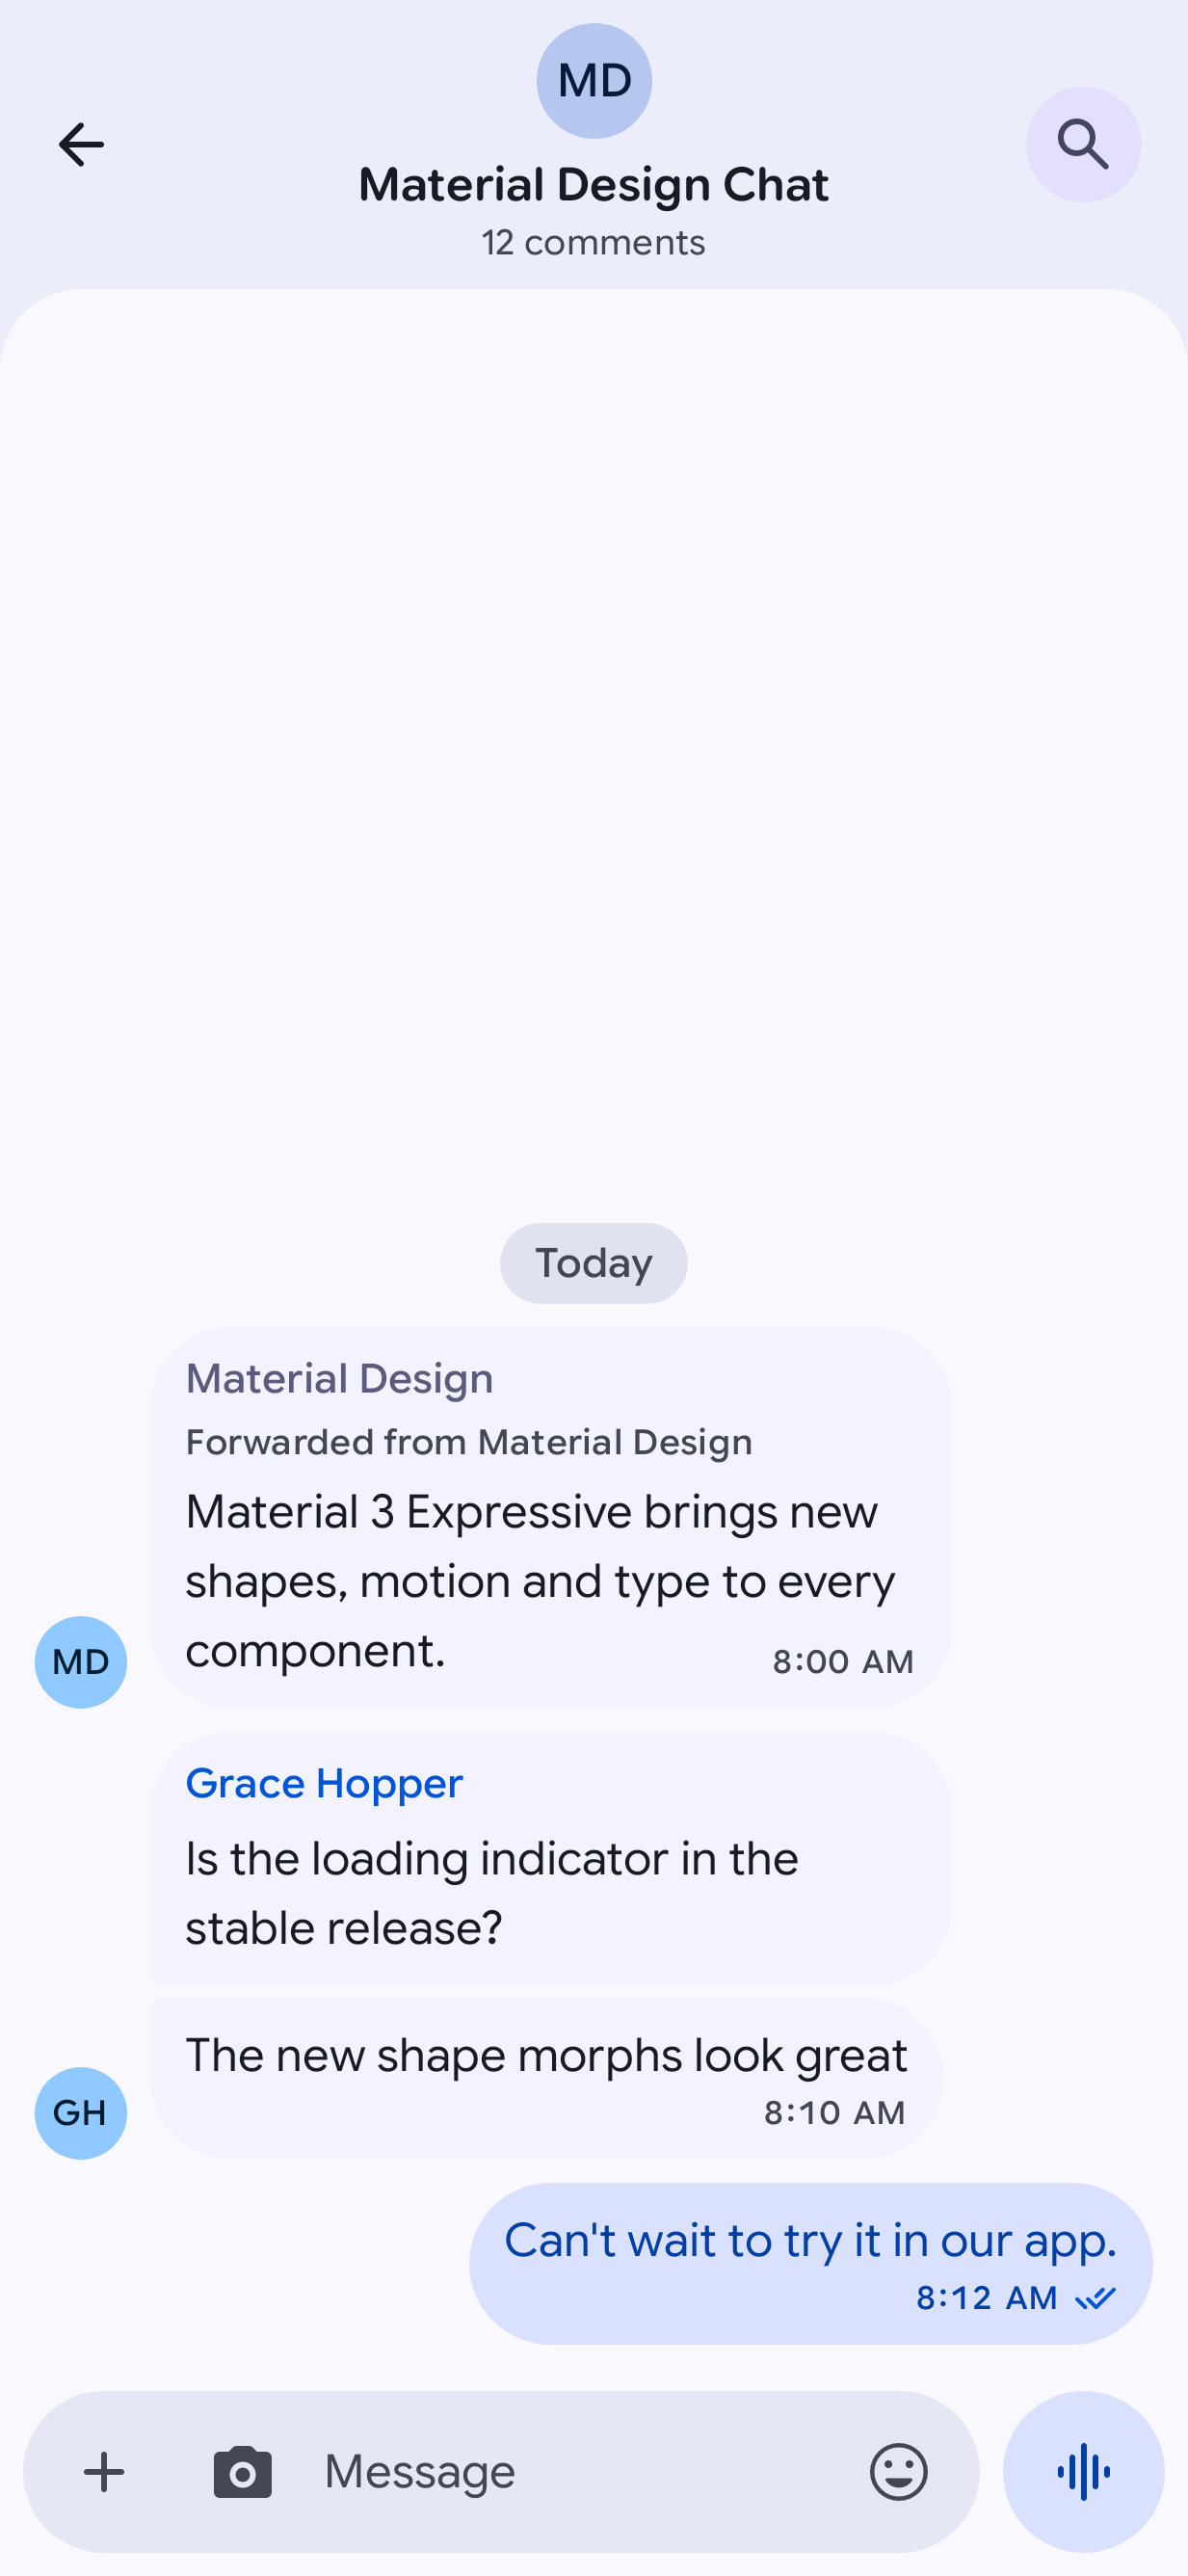 MD
Material Design Chat
12 comments
Today
Material Design
Forwarded from Material Design
Material 3 Expressive brings new
shapes, motion and type to every
component.
8:00 AM
MD
Grace Hopper
Is the loading indicator in the
stable release?
The new shape morphs look great
8:10 AM
GH
Can't wait to try it in our app.
8:12 AM
Message